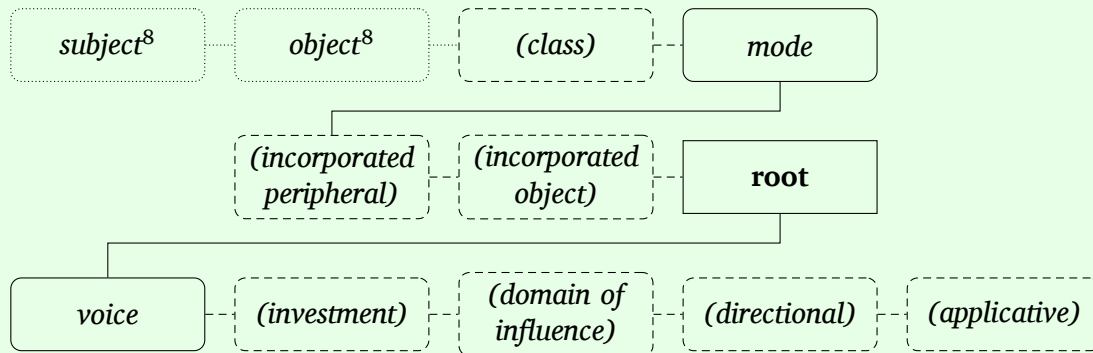 subject⁸ object⁸ (class) mode
(incorporated peripheral) (incorporated object) root
voice (investment) (domain of influence) (directional) (applicative)